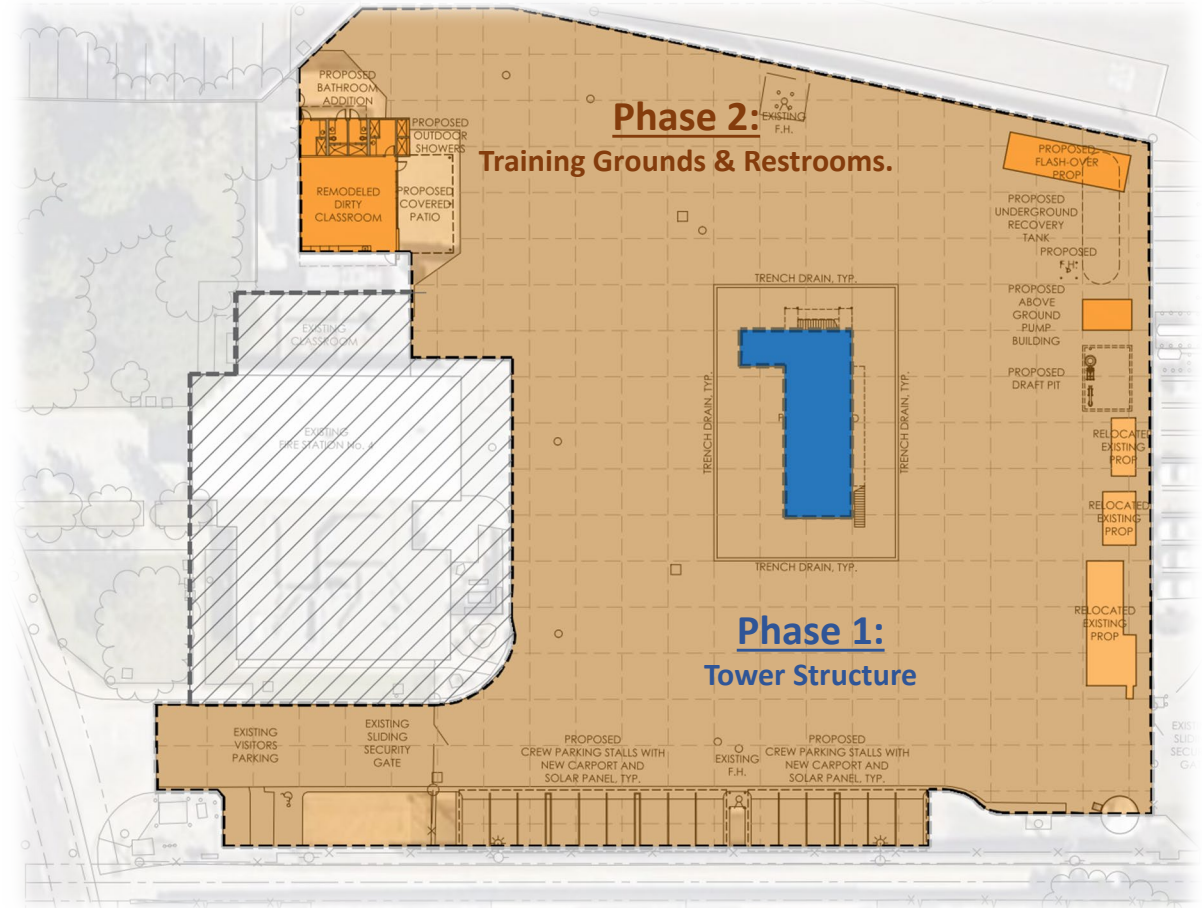 PROPOSED
BATHROOM
ADDITION
PROPOSED
OUTDOOR
SHOWERS
REMODELED
DIRTY
CLASSROOM
PROPOSED
COVERED
PATIO
Phase 2:
Training Grounds & Restrooms.
EXISTING
F.H.
PROPOSED
FLASH-OVER
PROP
PROPOSED
UNDERGROUND
RECOVERY
TANK
PROPOSED
F.H.
PROPOSED
ABOVE
GROUND
PUMP
BUILDING
PROPOSED
DRAFT PIT
TRENCH DRAIN, TYP.
TRENCH DRAIN, TYP.
TRENCH DRAIN, TYP.
TRENCH DRAIN, TYP.
EXISTING
CLASSROOM
EXISTING
FIRE STATION No. 4
RELOCATED
EXISTING
PROP
RELOCATED
EXISTING
PROP
RELOCATED
EXISTING
PROP
Phase 1:
Tower Structure
EXISTING
VISITORS
PARKING
EXISTING
SLIDING
SECURITY
GATE
PROPOSED
CREW PARKING STALLS WITH
NEW CARPORT AND
SOLAR PANEL, TYP.
EXISTING
F.H.
PROPOSED
CREW PARKING STALLS WITH
NEW CARPORT AND
SOLAR PANEL, TYP.